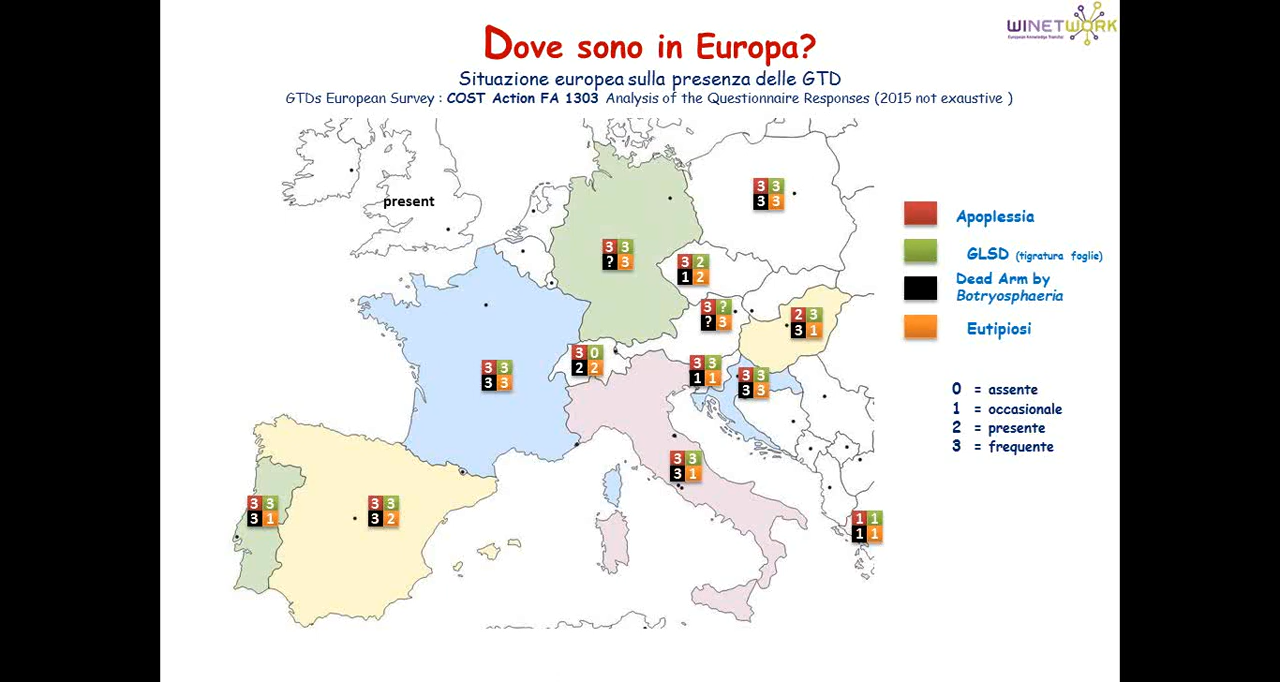 WINETWORK
European Knowledge Transfer
Dove sono in Europa?
Situazione europea sulla presenza delle GTD
GTDs European Survey : COST Action FA 1303 Analysis of the Questionnaire Responses (2015 not exaustive )
present
3 3
3 3
3 3
? 3
3 2
1 2
3 ?
? 3
2 3
3 1
3 0
2 2
3 3
3 3
3 3
1 1
3 3
3 3
3 3
3 1
3 3
3 1
3 3
3 2
1 1
1 1
Apoplessia
GLSD (tigratura foglie)
Dead Arm by
Botryosphaeria
Eutipiosi
0 = assente
1 = occasionale
2 = presente
3 = frequente